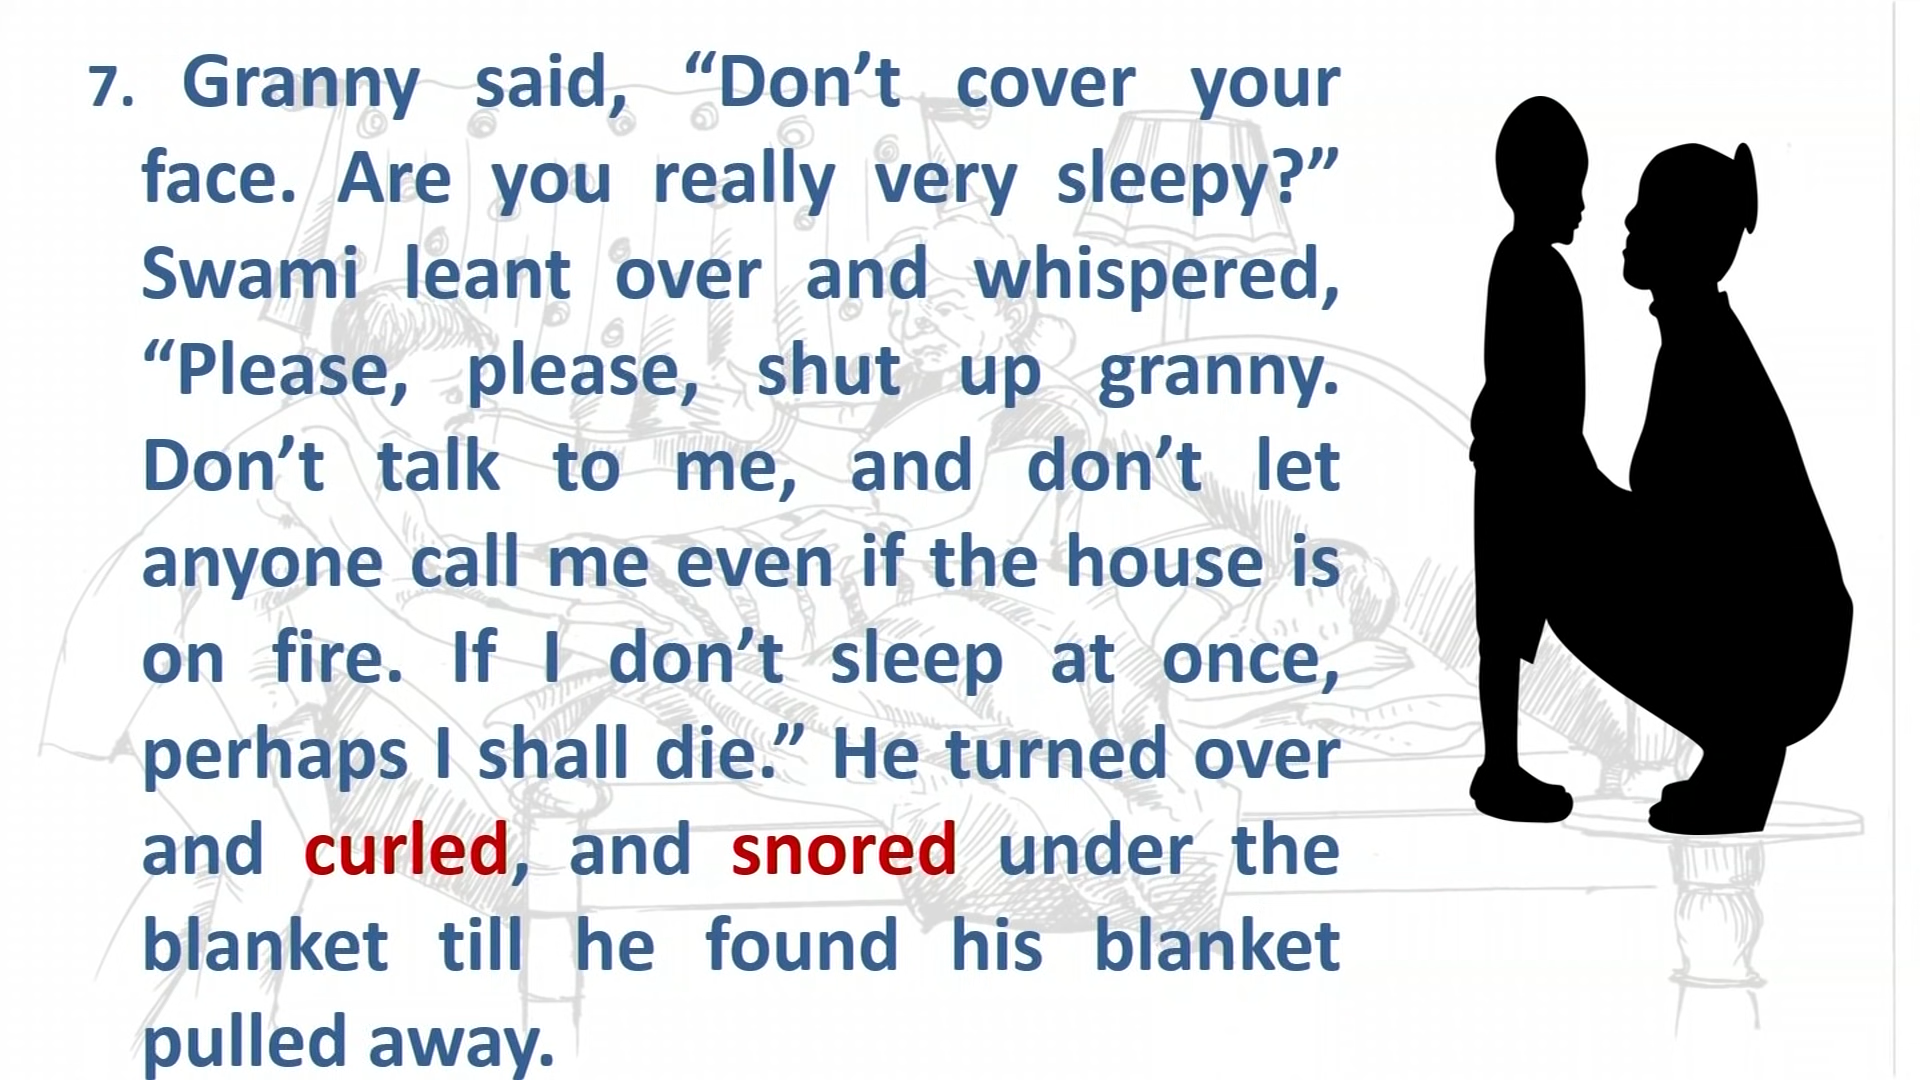 7. Granny said, “Don’t cover your
face. Are you really very sleepy?”
Swami leant over and whispered,
“Please, please, shut up granny.
Don’t talk to me, and don’t let
anyone call me even if the house is
on fire. If I don’t sleep at once,
perhaps I shall die.” He turned over
and curled, and snored under the
blanket till he found his blanket
pulled away.